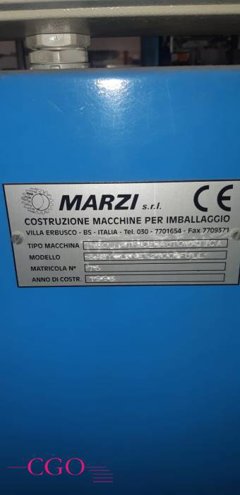 MARZI s.r.l. CE
COSTRUZIONE MACCHINE PER IMBALLAGGIO
VILLA ERBUSCO - BS - ITALIA - Tel. 030 - 7701654 - Fax 7709371
TIPO MACCHINA
MODELLO
MATRICOLA N°
ANNO DI COSTR.
CGO